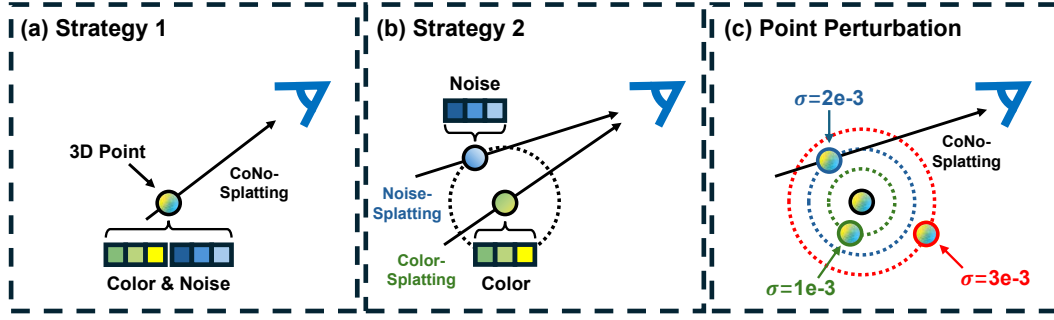 (a) Strategy 1
3D Point
CoNo-
Splatting
Color & Noise
(b) Strategy 2
Noise
Noise-
Splatting
Color-
Splatting
Color
(c) Point Perturbation
σ=2e-3
CoNo-
Splatting
σ=1e-3
σ=3e-3